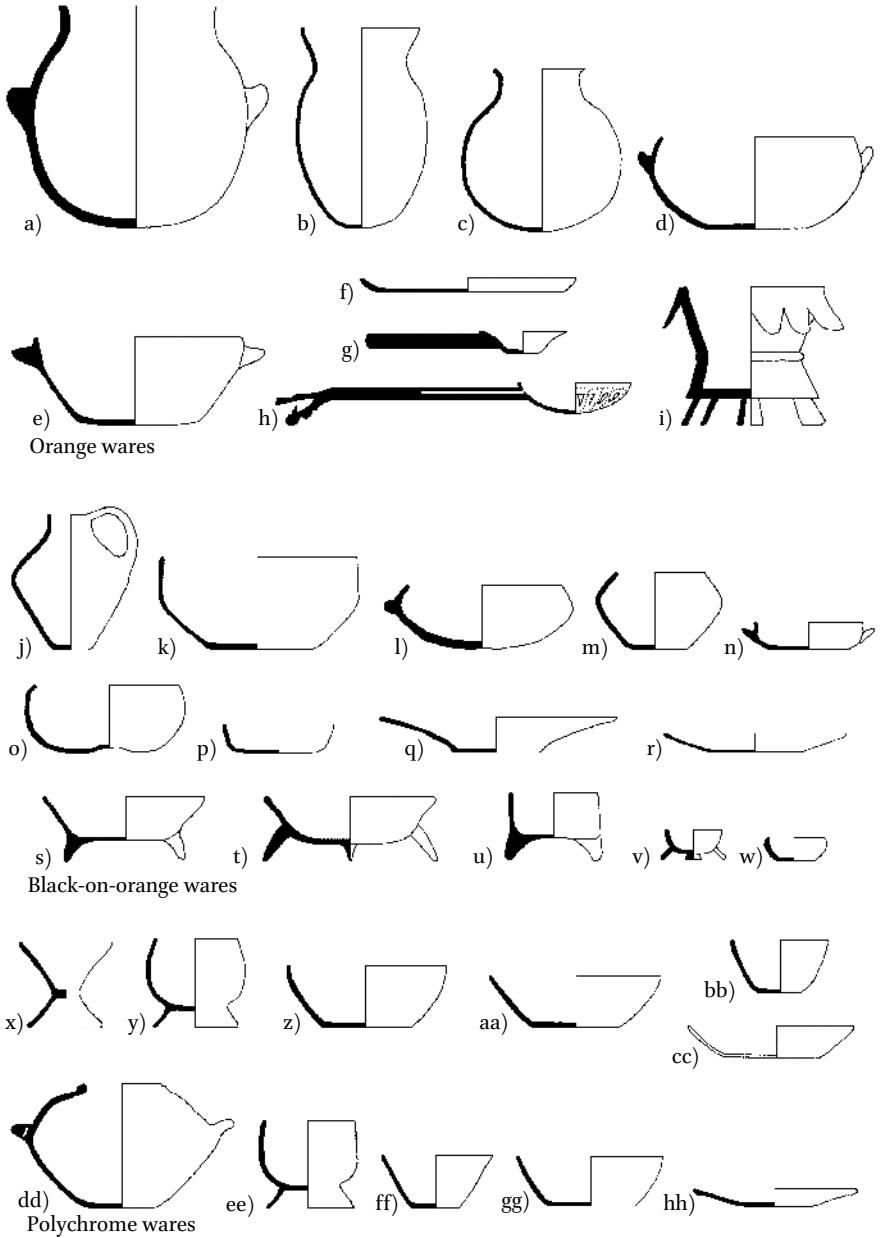 a)
b)
c)
d)
e)
f)
g)
h)
i)
Orange wares
j)
k)
l)
m)
n)
o)
p)
q)
r)
s)
t)
u)
v)
w)
Black-on-orange wares
x)
y)
z)
aa)
bb)
cc)
dd)
ee)
ff)
gg)
hh)
Polychrome wares